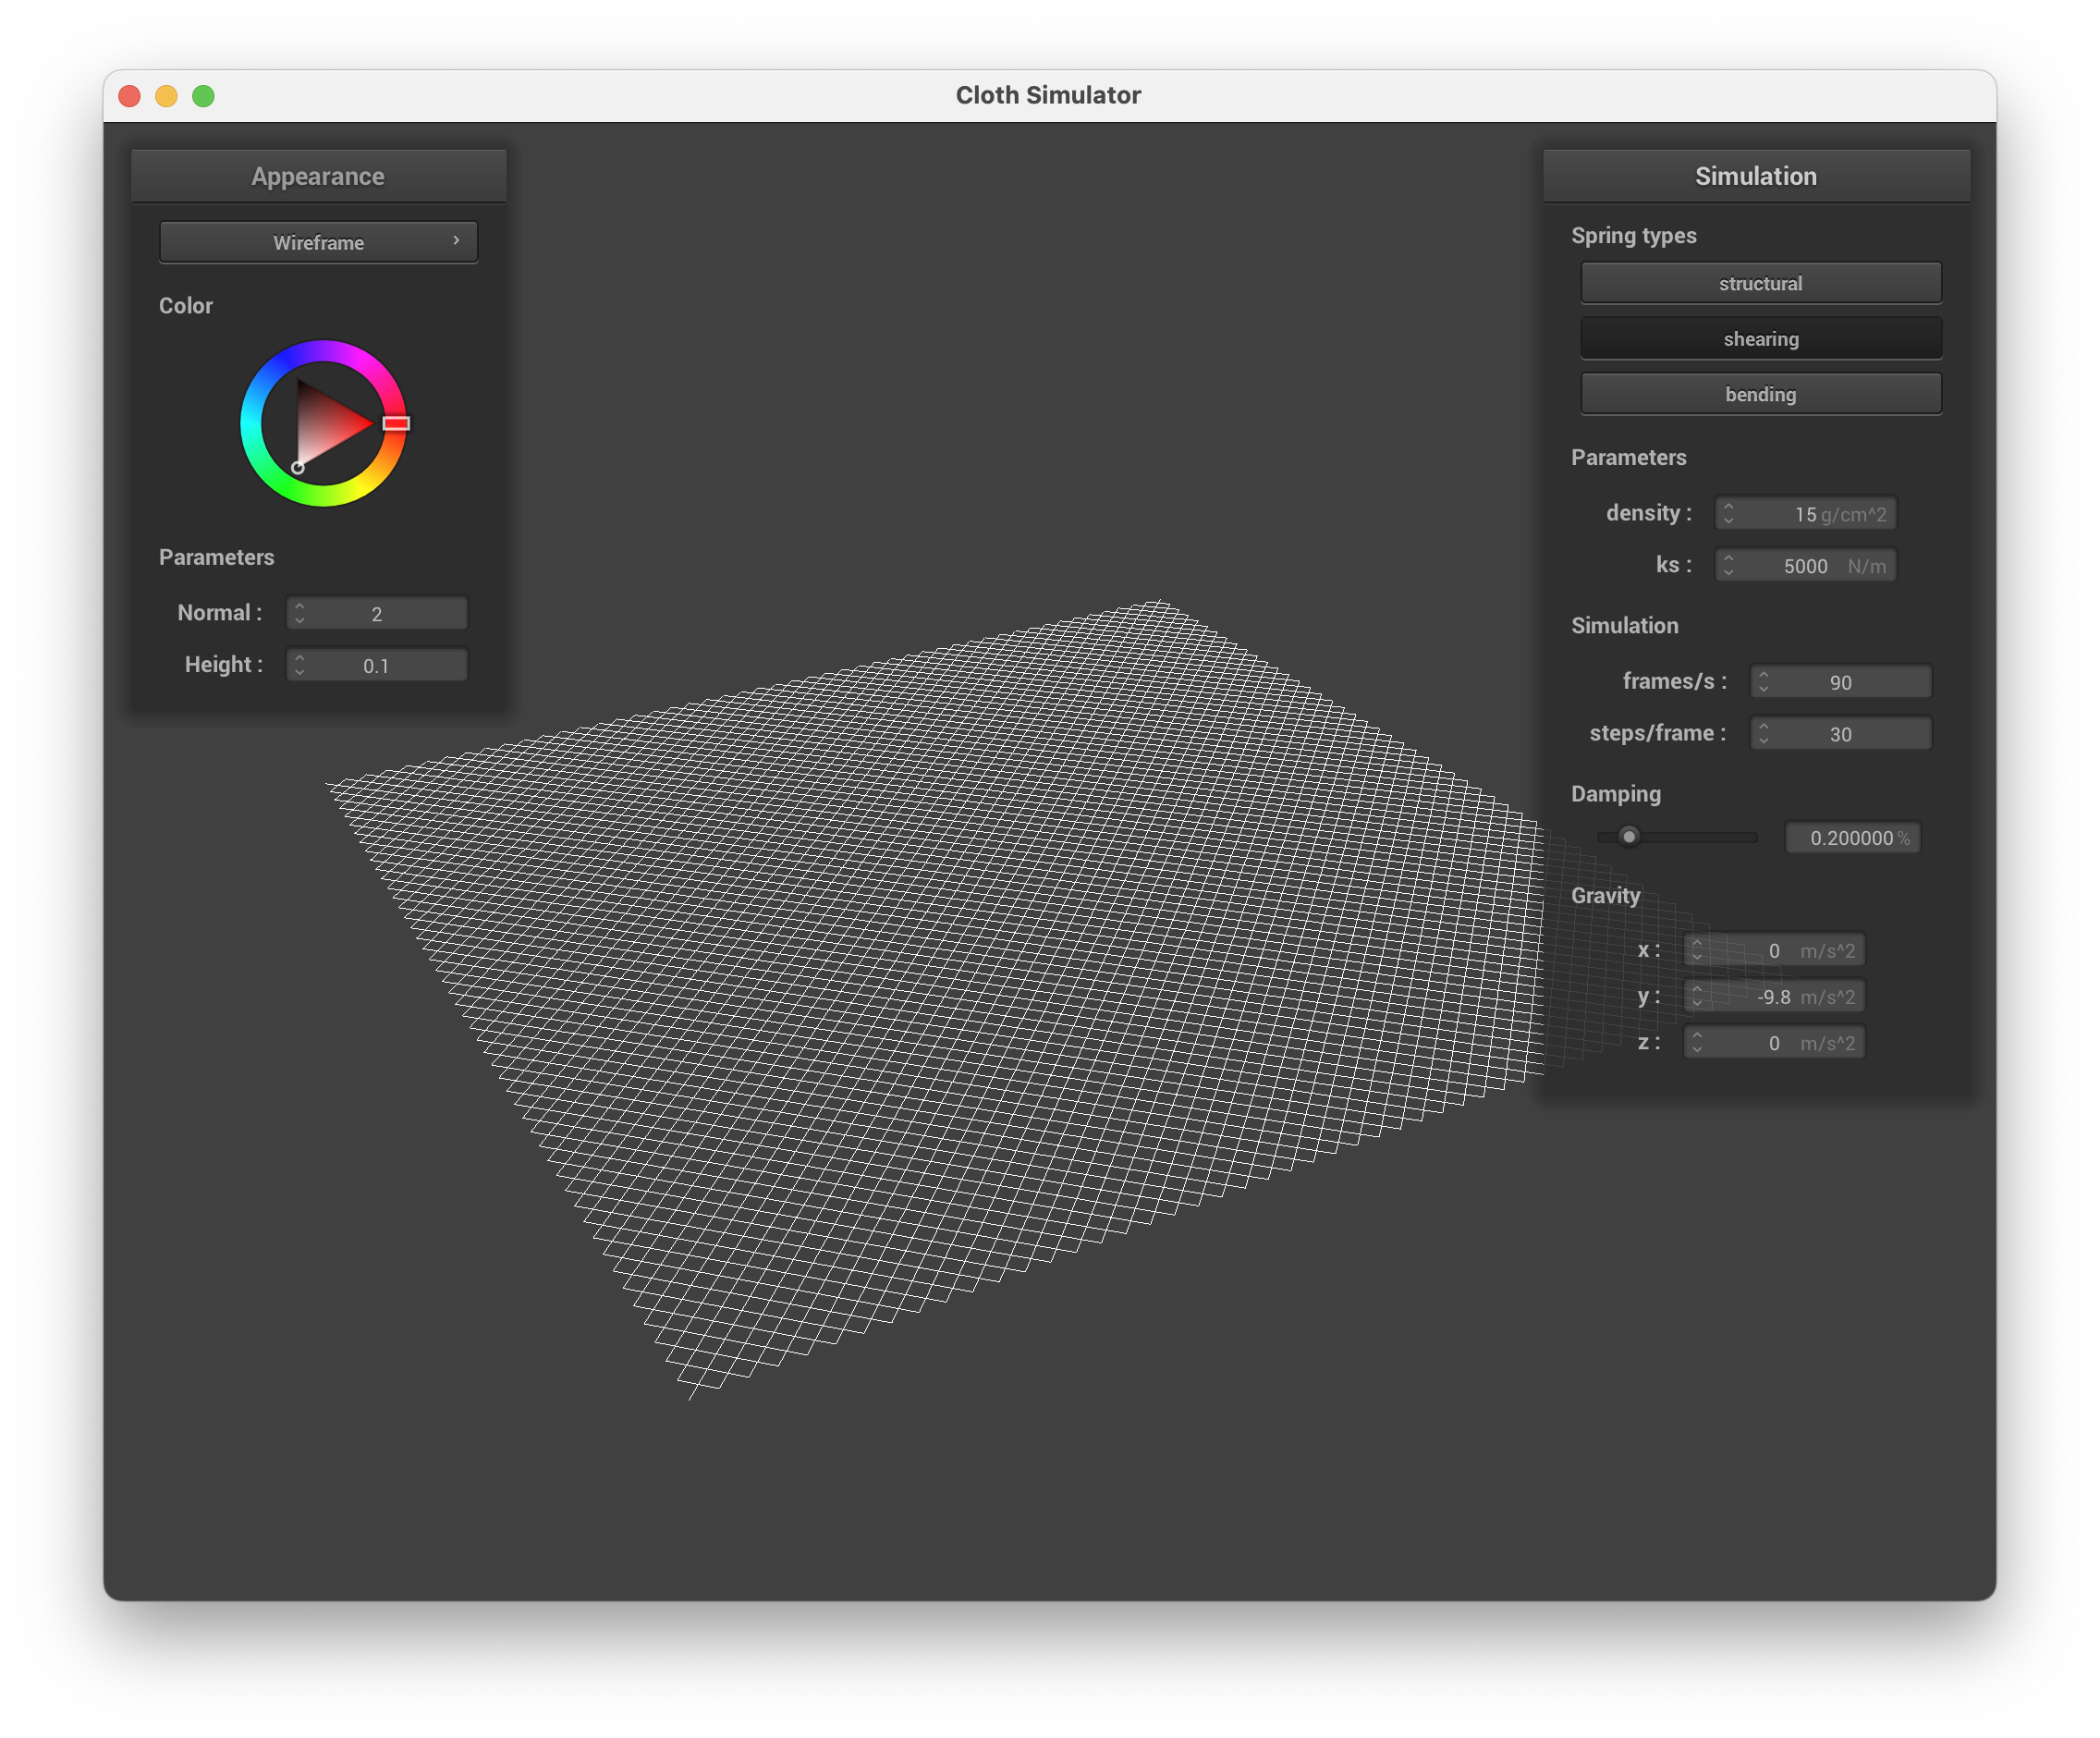 Cloth Simulator
Appearance
Wireframe
Color
Parameters
Normal : 2
Height : 0.1
Simulation
Spring types
structural
shearing
bending
Parameters
density : 15 g/cm^2
ks : 5000 N/m
Simulation
frames/s : 90
steps/frame : 30
Damping
0.200000 %
Gravity
x : 0 m/s^2
y : -9.8 m/s^2
z : 0 m/s^2